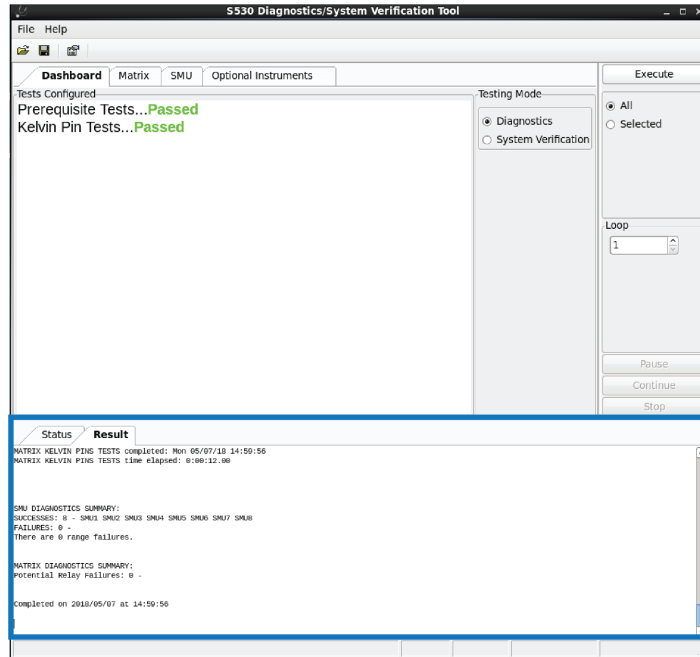 S530 Diagnostics/System Verification Tool
File Help
Dashboard Matrix SMU Optional Instruments
Tests Configured
Prerequisite Tests...Passed
Kelvin Pin Tests...Passed
Testing Mode
Diagnostics
System Verification
Execute
All
Selected
Loop
1
Pause
Continue
Stop
Status Result
MATRIX KELVIN PINS TESTS completed: Mon 05/07/18 14:59:56
MATRIX KELVIN PINS TESTS time elapsed: 0:00:12.00
SMU DIAGNOSTICS SUMMARY:
SUCCESSES: 8 - SMU1 SMU2 SMU3 SMU4 SMU5 SMU6 SMU7 SMU8
FAILURES: 0 -
There are 0 range failures.
MATRIX DIAGNOSTICS SUMMARY:
Potential Relay Failures: 0 -
Completed on 2018/05/07 at 14:59:56